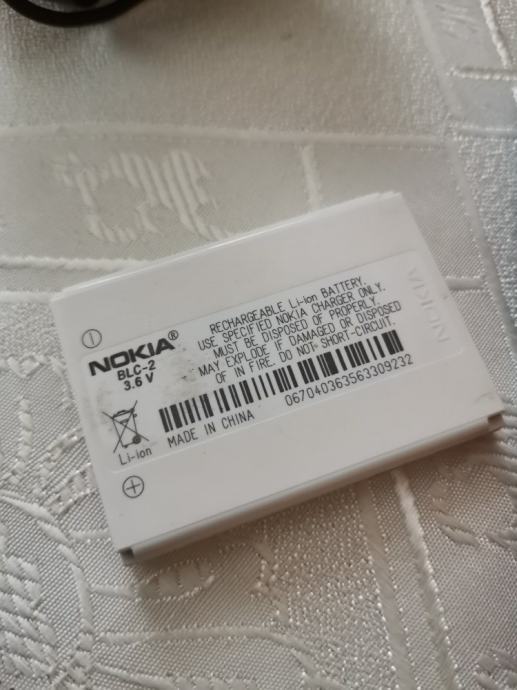 NOKIA®
BLC-2
3.6 V
RECHARGEABLE Li-ion BATTERY.
USE SPECIFIED NOKIA CHARGER ONLY.
MUST BE DISPOSED OF PROPERLY.
MAY EXPLODE IF DAMAGED OR DISPOSED
OF IN FIRE. DO NOT SHORT-CIRCUIT.
0670403635633092​32
Li-ion
MADE IN CHINA
NOKIA